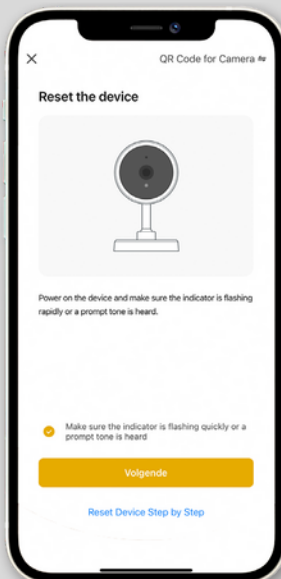 QR Code for Camera
Reset the device
Power on the device and make sure the indicator is flashing
rapidly or a prompt tone is heard.
Make sure the indicator is flashing quickly or a
prompt tone is heard
Volgende
Reset Device Step by Step